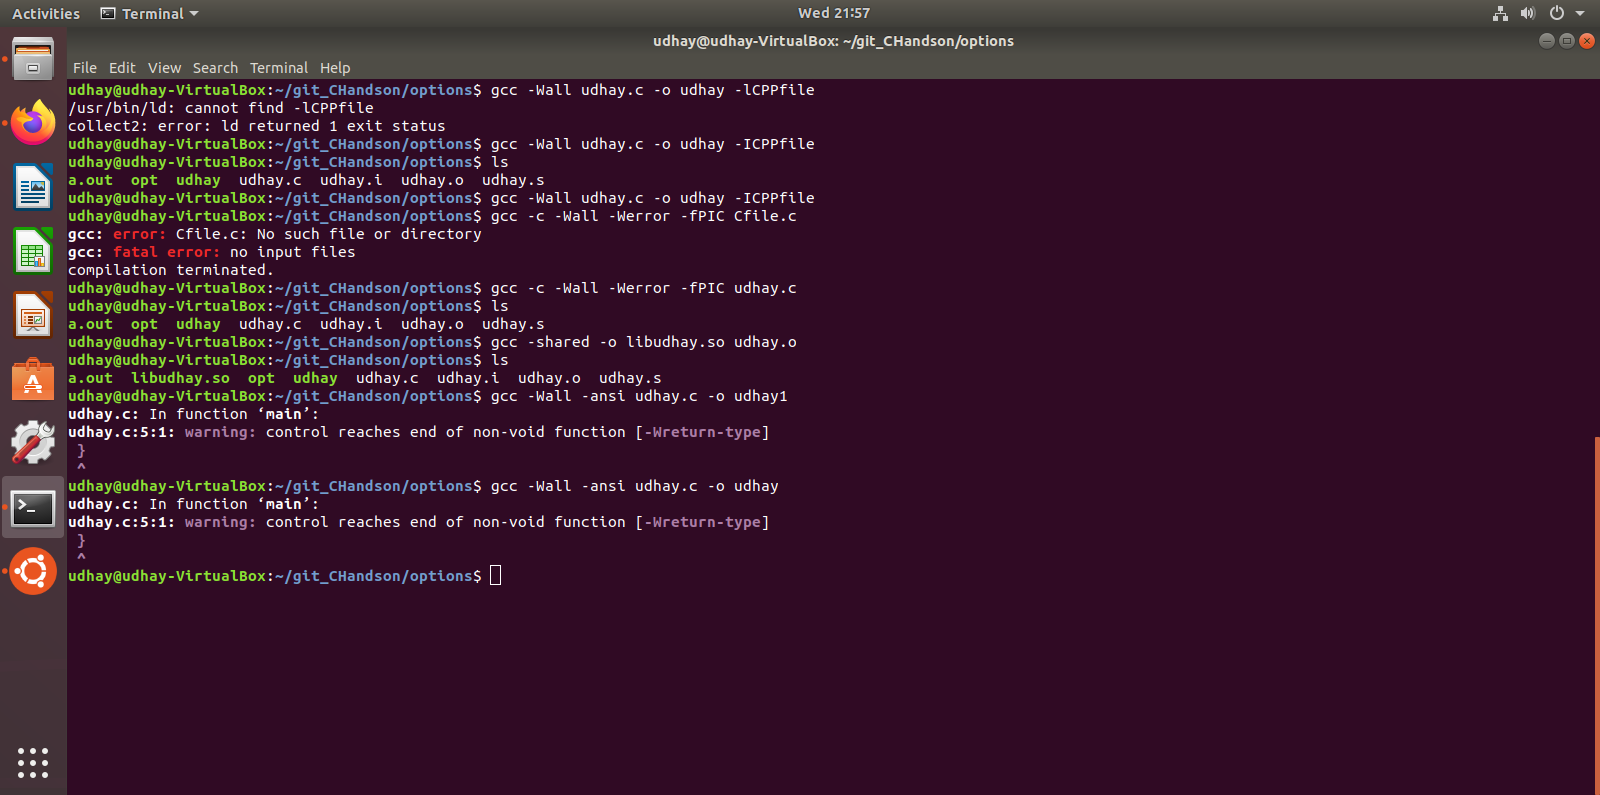 Activities Terminal Wed 21:57
udhay@udhay-VirtualBox: ~/git_CHandson/options
File Edit View Search Terminal Help
udhay@udhay-VirtualBox:~/git_CHandson/options$ gcc -Wall udhay.c -o udhay -lCPPfile
/usr/bin/ld: cannot find -lCPPfile
collect2: error: ld returned 1 exit status
udhay@udhay-VirtualBox:~/git_CHandson/options$ gcc -Wall udhay.c -o udhay -ICPPfile
udhay@udhay-VirtualBox:~/git_CHandson/options$ ls
a.out  opt  udhay  udhay.c  udhay.i  udhay.o  udhay.s
udhay@udhay-VirtualBox:~/git_CHandson/options$ gcc -Wall udhay.c -o udhay -ICPPfile
udhay@udhay-VirtualBox:~/git_CHandson/options$ gcc -c -Wall -Werror -fPIC Cfile.c
gcc: error: Cfile.c: No such file or directory
gcc: fatal error: no input files
compilation terminated.
udhay@udhay-VirtualBox:~/git_CHandson/options$ gcc -c -Wall -Werror -fPIC udhay.c
udhay@udhay-VirtualBox:~/git_CHandson/options$ ls
a.out  opt  udhay  udhay.c  udhay.i  udhay.o  udhay.s
udhay@udhay-VirtualBox:~/git_CHandson/options$ gcc -shared -o libudhay.so udhay.o
udhay@udhay-VirtualBox:~/git_CHandson/options$ ls
a.out  libudhay.so  opt  udhay  udhay.c  udhay.i  udhay.o  udhay.s
udhay@udhay-VirtualBox:~/git_CHandson/options$ gcc -Wall -ansi udhay.c -o udhay1
udhay.c: In function ‘main’:
udhay.c:5:1: warning: control reaches end of non-void function [-Wreturn-type]
 }
 ^
udhay@udhay-VirtualBox:~/git_CHandson/options$ gcc -Wall -ansi udhay.c -o udhay
udhay.c: In function ‘main’:
udhay.c:5:1: warning: control reaches end of non-void function [-Wreturn-type]
 }
 ^
udhay@udhay-VirtualBox:~/git_CHandson/options$